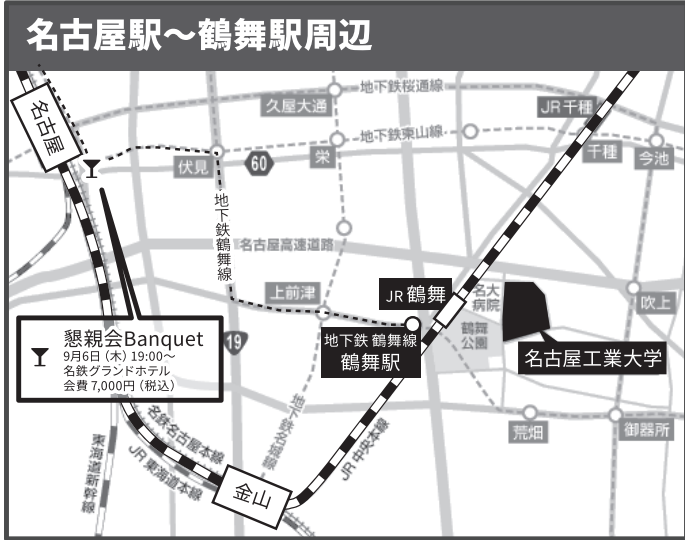 名古屋駅～鶴舞駅周辺
名古屋
地下鉄桜通線
久屋大通
JR千種
地下鉄東山線
伏見
60
栄
千種
今池
地下鉄鶴舞線
名古屋高速道路
上前津
JR 鶴舞
名大
病院
吹上
鶴舞
公園
地下鉄 鶴舞線
鶴舞駅
名古屋工業大学
19
懇親会Banquet
9月6日（木）19:00～
名鉄グランドホテル
会費 7,000円（税込）
地下鉄名城線
荒畑
御器所
名鉄名古屋本線
JR 東海道本線
JR 中央本線
東海道新幹線
金山